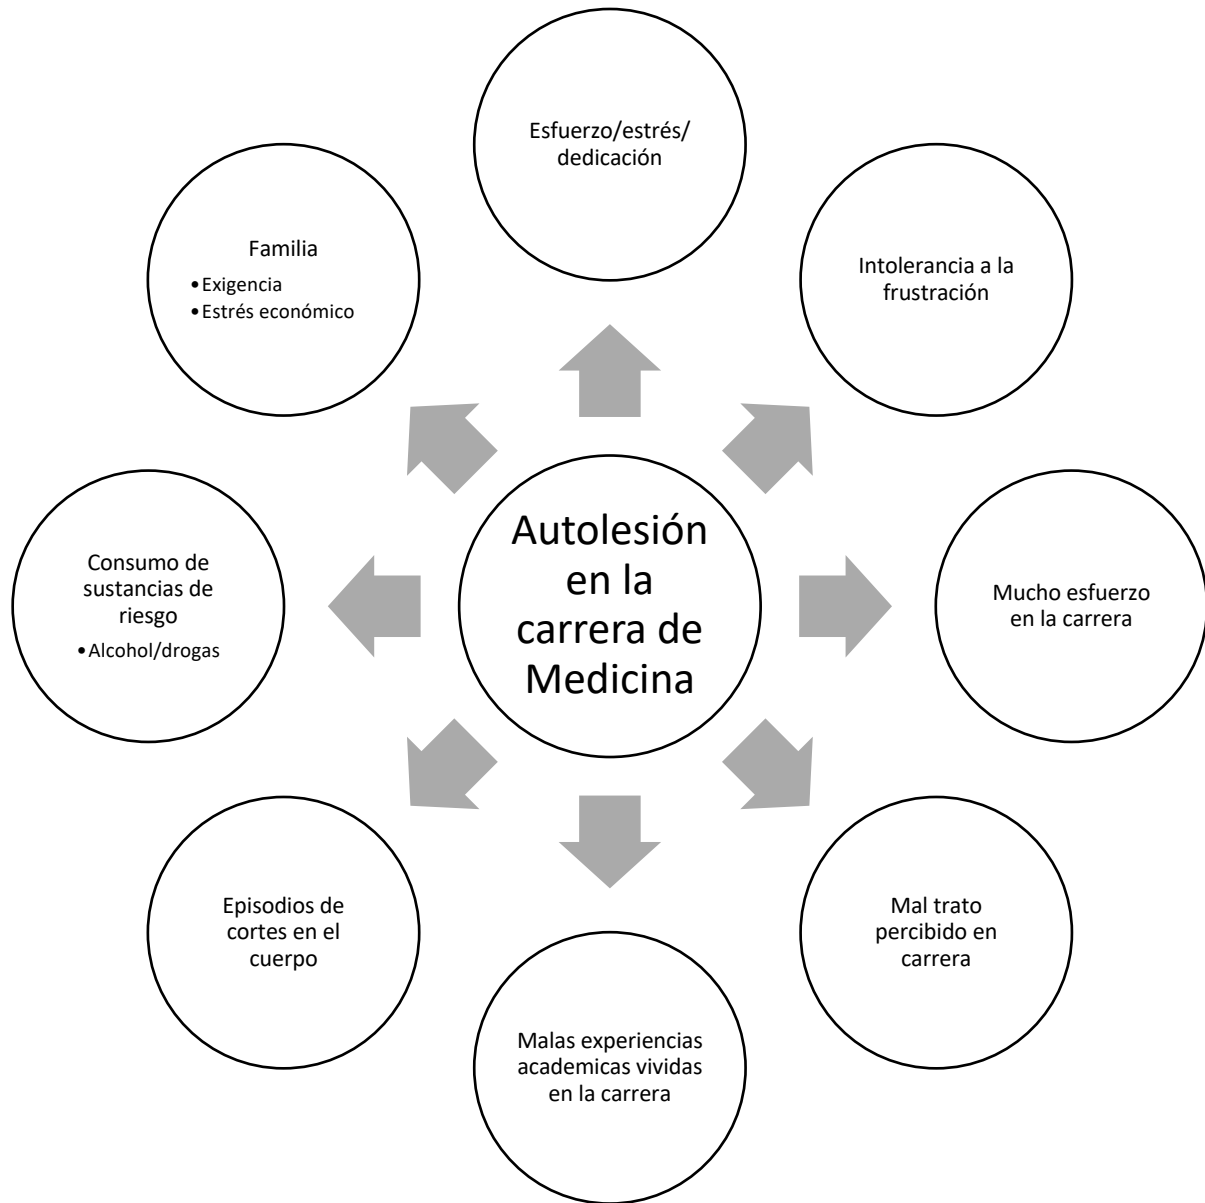 Esfuerzo/estrés/
dedicación
Intolerancia a la
frustración
Mucho esfuerzo
en la carrera
Mal trato
percibido en
carrera
Malas experiencias
academicas vividas
en la carrera
Episodios de
cortes en el
cuerpo
Consumo de
sustancias de
riesgo
•Alcohol/drogas
Familia
•Exigencia
•Estrés económico
Autolesión
en la
carrera de
Medicina